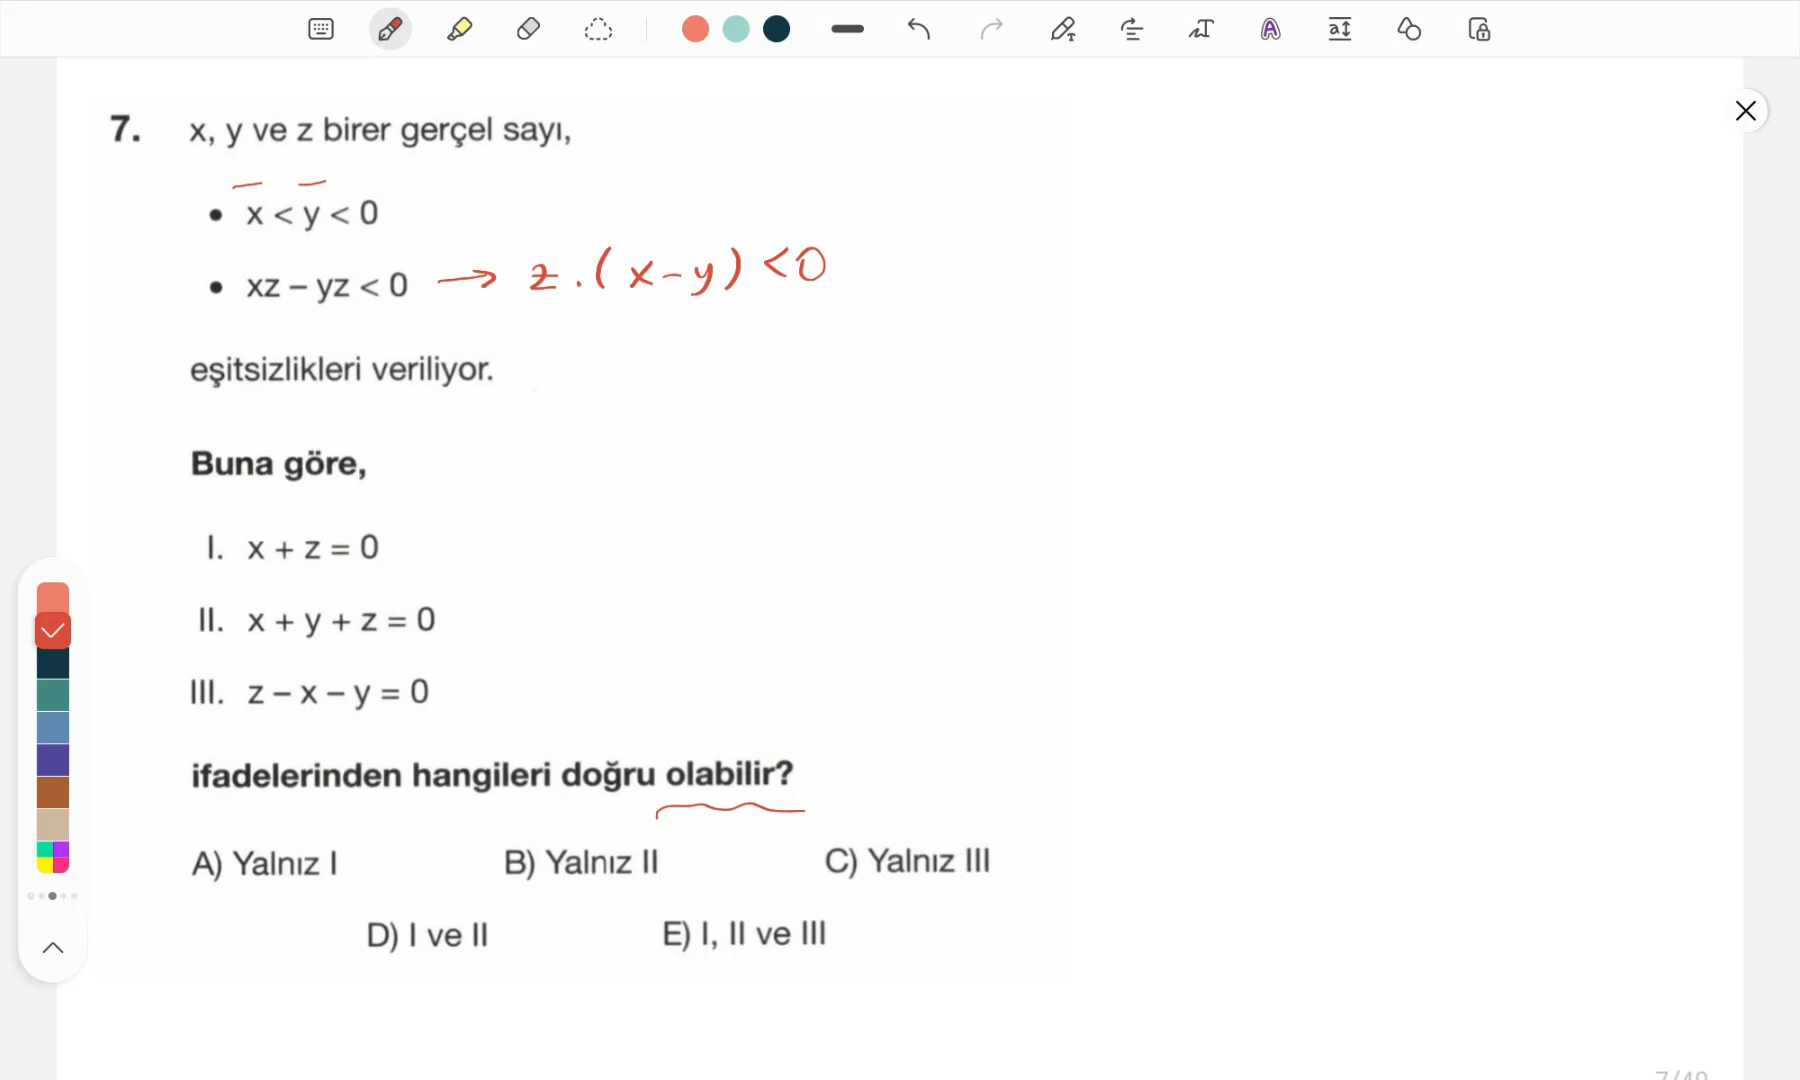 7. x, y ve z birer gerçel sayı,
• x < y < 0
• xz – yz < 0 → z . ( x – y ) < 0
eşitsizlikleri veriliyor.
Buna göre,
I. x + z = 0
II. x + y + z = 0
III. z – x – y = 0
ifadelerinden hangileri doğru olabilir?
A) Yalnız I B) Yalnız II C) Yalnız III
D) I ve II E) I, II ve III